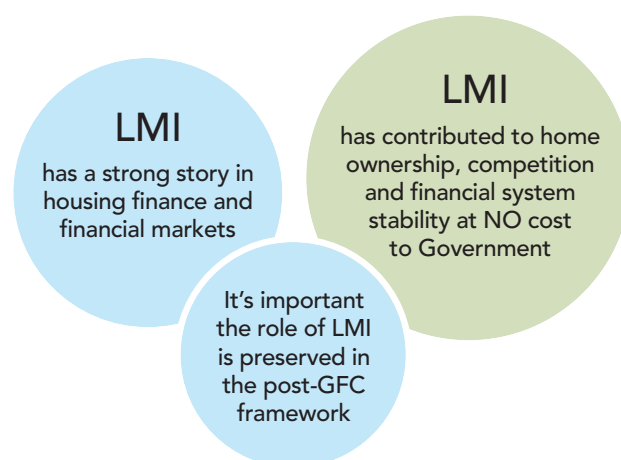 LMI
has a strong story in
housing finance and
financial markets
LMI
has contributed to home
ownership, competition
and financial system
stability at NO cost
to Government
It’s important
the role of LMI
is preserved in
the post-GFC
framework